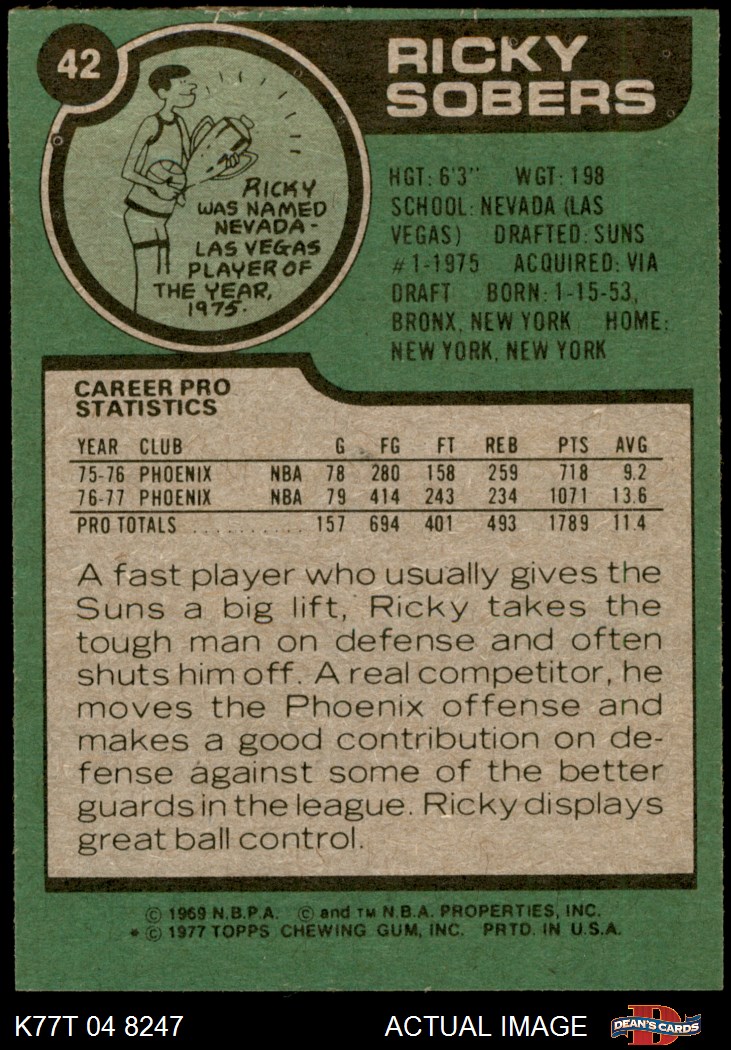 42
RICKY
SOBERS
RICKY
WAS NAMED
NEVADA-
LAS VEGAS
PLAYER OF
THE YEAR,
1975.
HGT: 6'3" WGT: 198
SCHOOL: NEVADA (LAS
VEGAS) DRAFTED: SUNS
#1-1975 ACQUIRED: VIA
DRAFT BORN: 1-15-53,
BRONX, NEW YORK HOME:
NEW YORK, NEW YORK
CAREER PRO
STATISTICS
YEAR CLUB G FG FT REB PTS AVG
75-76 PHOENIX NBA 78 280 158 259 718 9.2
76-77 PHOENIX NBA 79 414 243 234 1071 13.6
PRO TOTALS .......... 157 694 401 493 1789 11.4
A fast player who usually gives the
Suns a big lift, Ricky takes the
tough man on defense and often
shuts him off. A real competitor, he
moves the Phoenix offense and
makes a good contribution on de-
fense against some of the better
guards in the league. Ricky displays
great ball control.
© 1969 N.B.P.A. © and TM N.B.A. PROPERTIES, INC.
* © 1977 TOPPS CHEWING GUM, INC. PRTD. IN U.S.A.
K77T 04 8247 ACTUAL IMAGE D DEAN'S CARDS